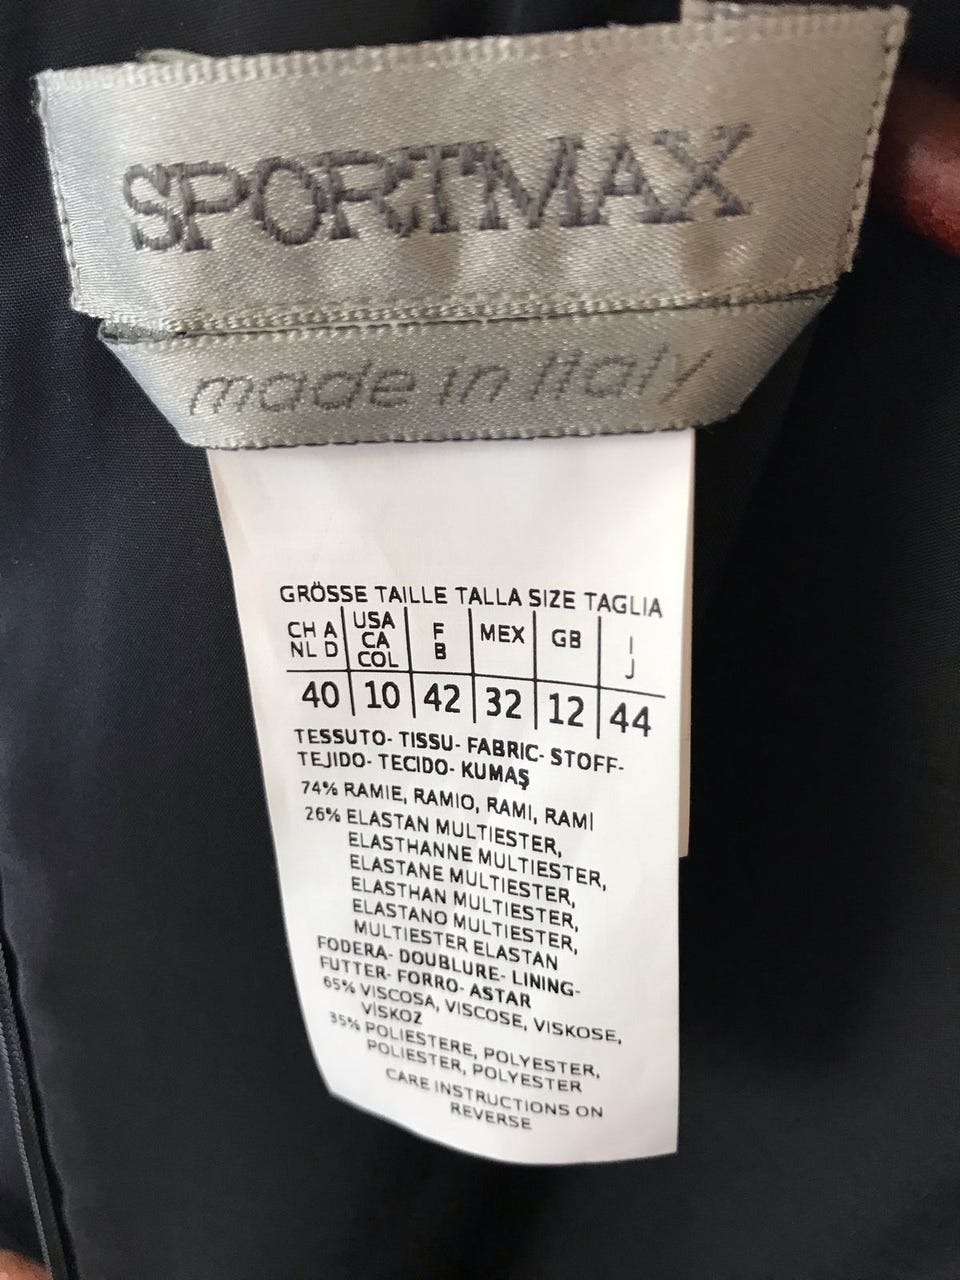 SPORTMAX
made in Italy
GRÖSSE TAILLE TALLA SIZE TAGLIA
CH A NL D | USA CA COL | F B | MEX | GB | I J
40 | 10 | 42 | 32 | 12 | 44
TESSUTO- TISSU- FABRIC- STOFF-
TEJIDO- TECIDO- KUMAŞ
74% RAMIE, RAMIO, RAMI, RAMI
26% ELASTAN MULTIESTER,
ELASTHANNE MULTIESTER,
ELASTANE MULTIESTER,
ELASTHAN MULTIESTER,
ELASTANO MULTIESTER,
MULTIESTER ELASTAN
FODERA- DOUBLURE- LINING-
FUTTER- FORRO- ASTAR
65% VISCOSA, VISCOSE, VISKOSE,
VİSKOZ
35% POLIESTERE, POLYESTER,
POLIESTER, POLYESTER
CARE INSTRUCTIONS ON
REVERSE